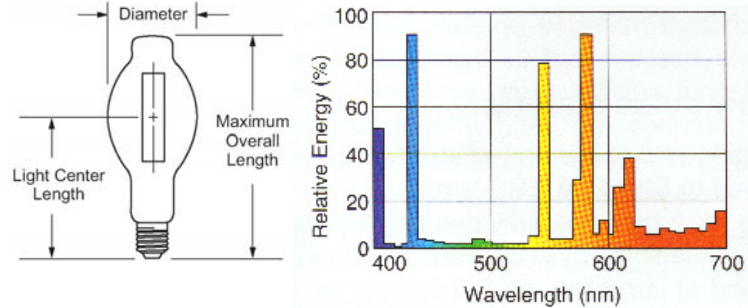 Diameter
Maximum
Overall
Length
Light Center
Length
Relative Energy (%)
100
80
60
40
20
0
400
500
600
700
Wavelength (nm)